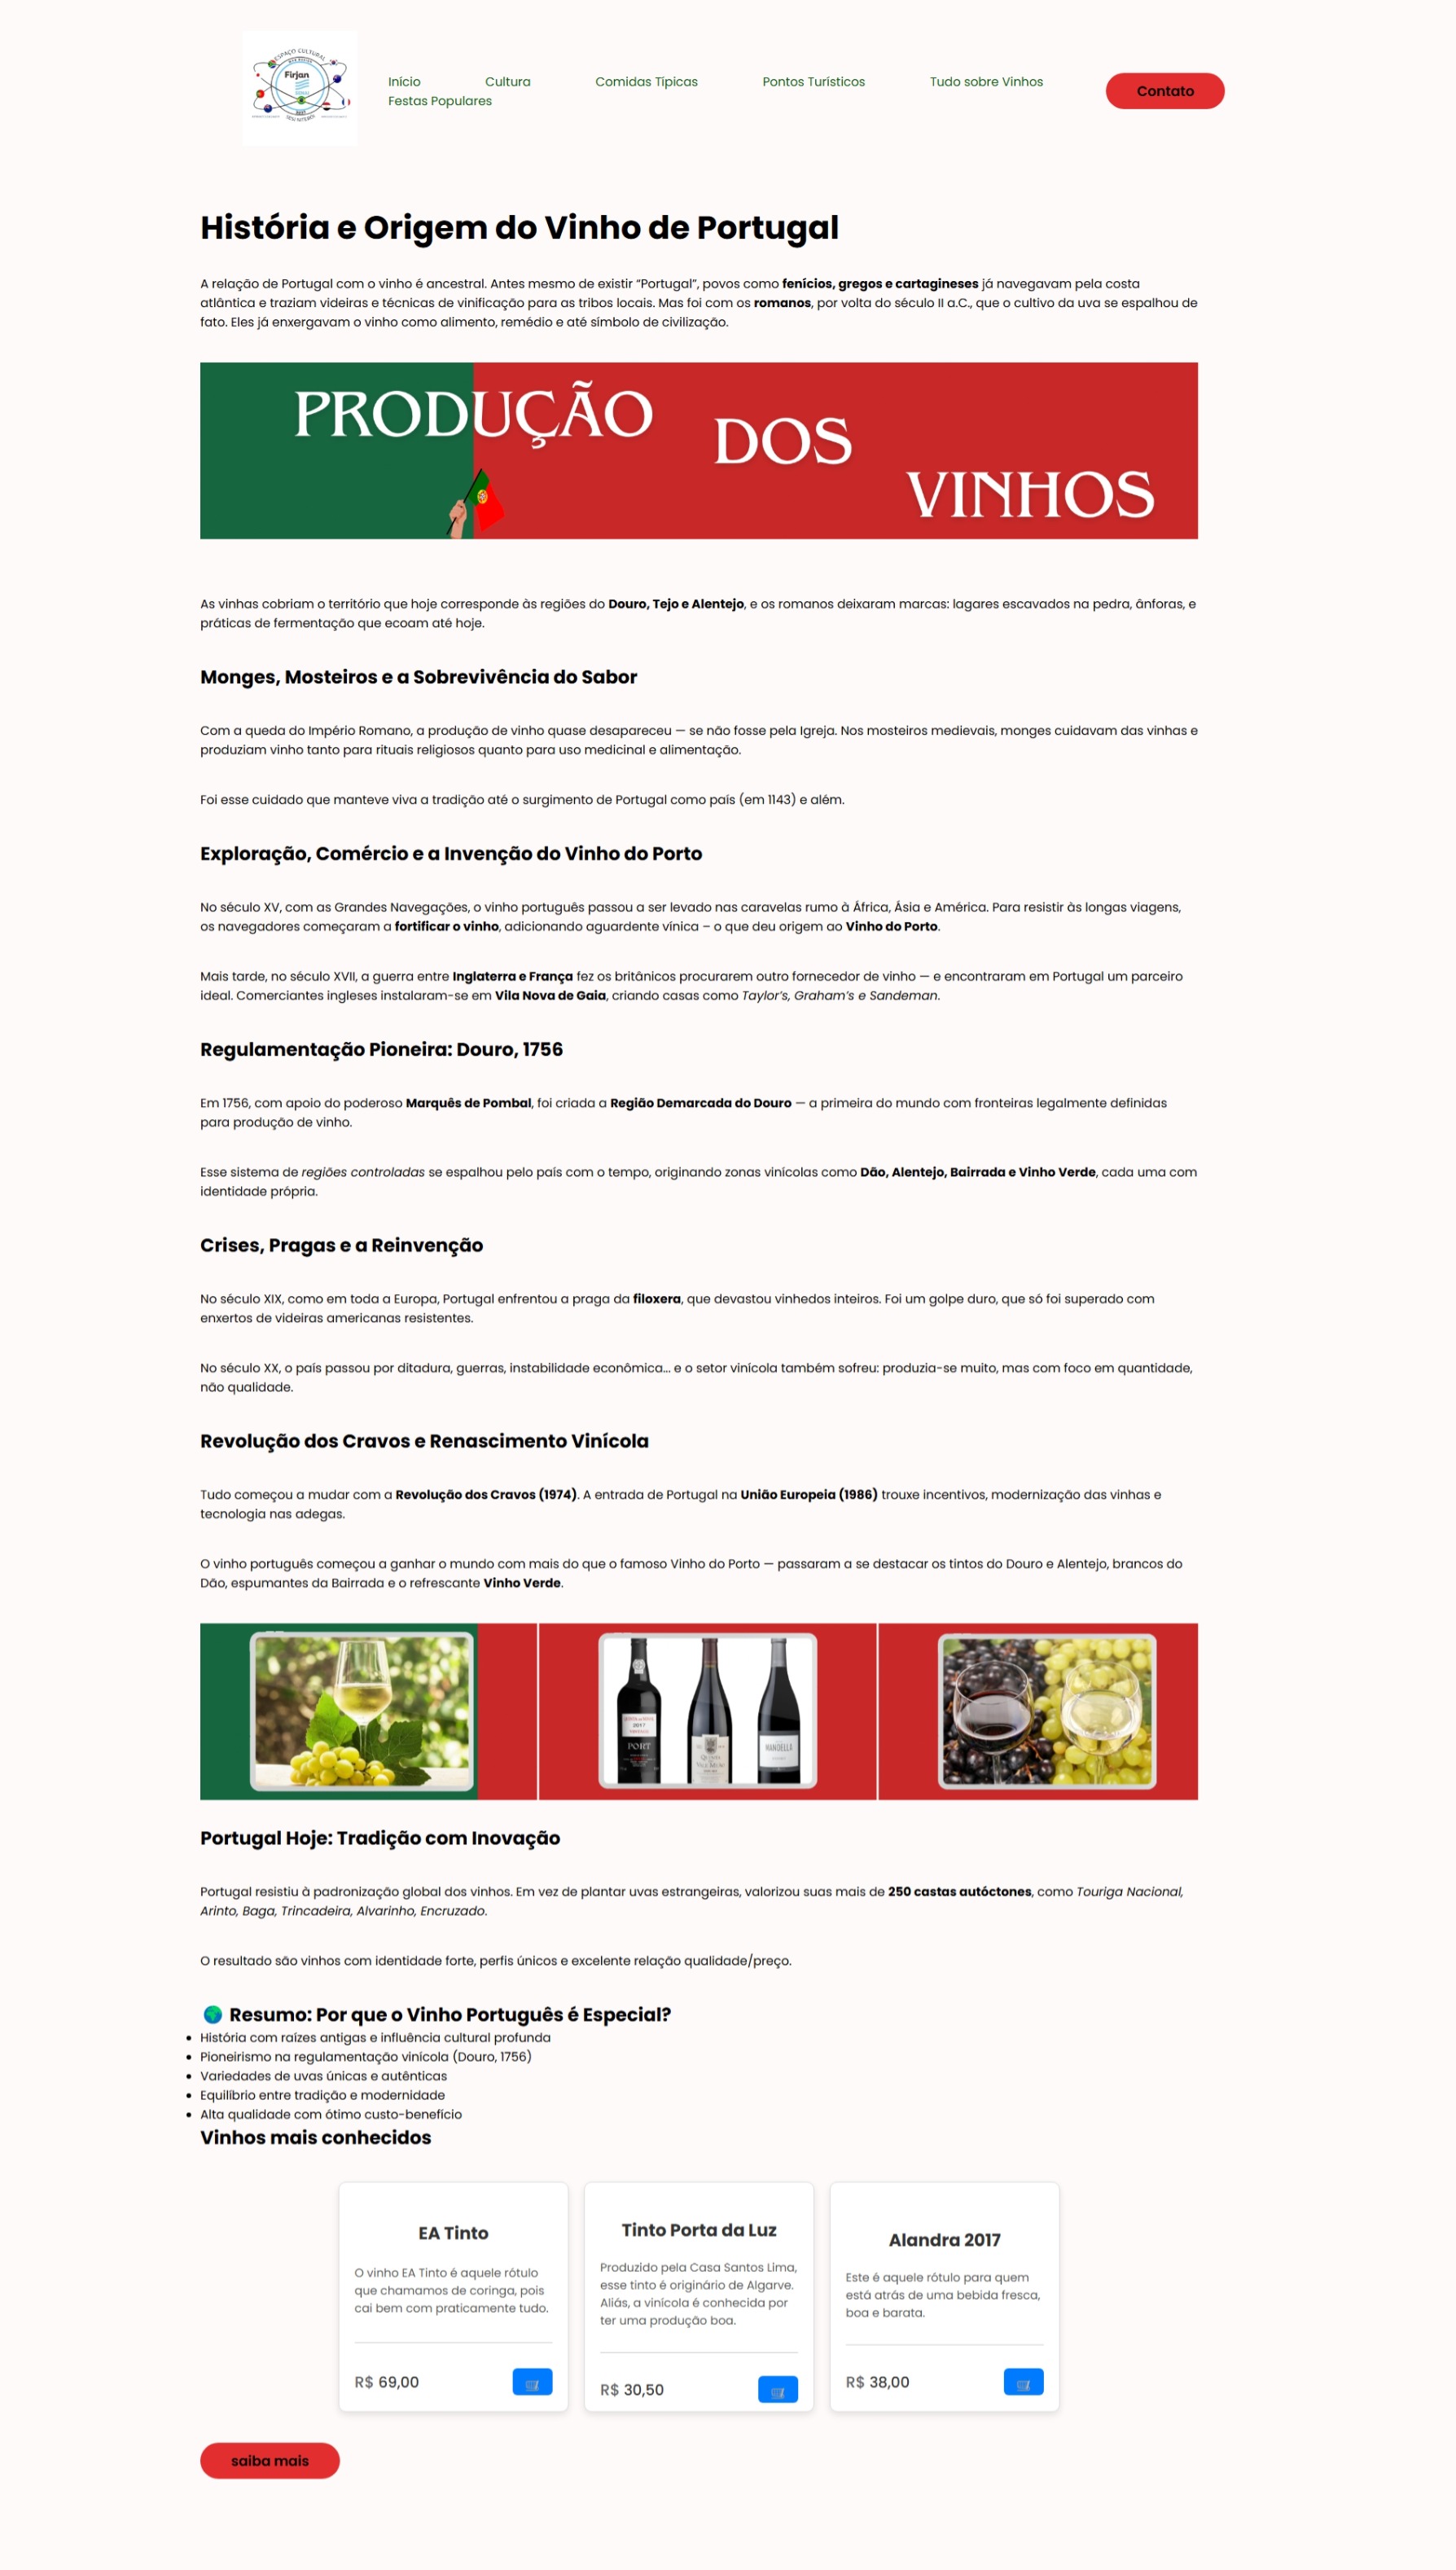 ESPAÇO CULTURAL
Firjan
SENAI
SESI NITERÓI
Início
Cultura
Comidas Típicas
Pontos Turísticos
Tudo sobre Vinhos
Festas Populares
Contato
História e Origem do Vinho de Portugal
A relação de Portugal com o vinho é ancestral. Antes mesmo de existir “Portugal”, povos como fenícios, gregos e cartagineses já navegavam pela costa
atlântica e traziam videiras e técnicas de vinificação para as tribos locais. Mas foi com os romanos, por volta do século II a.C., que o cultivo da uva se espalhou de
fato. Eles já enxergavam o vinho como alimento, remédio e até símbolo de civilização.
PRODUÇÃO
DOS
VINHOS
As vinhas cobriam o território que hoje corresponde às regiões do Douro, Tejo e Alentejo, e os romanos deixaram marcas: lagares escavados na pedra, ânforas, e
práticas de fermentação que ecoam até hoje.
Monges, Mosteiros e a Sobrevivência do Sabor
Com a queda do Império Romano, a produção de vinho quase desapareceu — se não fosse pela Igreja. Nos mosteiros medievais, monges cuidavam das vinhas e
produziam vinho tanto para rituais religiosos quanto para uso medicinal e alimentação.
Foi esse cuidado que manteve viva a tradição até o surgimento de Portugal como país (em 1143) e além.
Exploração, Comércio e a Invenção do Vinho do Porto
No século XV, com as Grandes Navegações, o vinho português passou a ser levado nas caravelas rumo à África, Ásia e América. Para resistir às longas viagens,
os navegadores começaram a fortificar o vinho, adicionando aguardente vínica – o que deu origem ao Vinho do Porto.
Mais tarde, no século XVII, a guerra entre Inglaterra e França fez os britânicos procurarem outro fornecedor de vinho — e encontraram em Portugal um parceiro
ideal. Comerciantes ingleses instalaram-se em Vila Nova de Gaia, criando casas como Taylor’s, Graham’s e Sandeman.
Regulamentação Pioneira: Douro, 1756
Em 1756, com apoio do poderoso Marquês de Pombal, foi criada a Região Demarcada do Douro — a primeira do mundo com fronteiras legalmente definidas
para produção de vinho.
Esse sistema de regiões controladas se espalhou pelo país com o tempo, originando zonas vinícolas como Dão, Alentejo, Bairrada e Vinho Verde, cada uma com
identidade própria.
Crises, Pragas e a Reinvenção
No século XIX, como em toda a Europa, Portugal enfrentou a praga da filoxera, que devastou vinhedos inteiros. Foi um golpe duro, que só foi superado com
enxertos de videiras americanas resistentes.
No século XX, o país passou por ditadura, guerras, instabilidade econômica... e o setor vinícola também sofreu: produzia-se muito, mas com foco em quantidade,
não qualidade.
Revolução dos Cravos e Renascimento Vinícola
Tudo começou a mudar com a Revolução dos Cravos (1974). A entrada de Portugal na União Europeia (1986) trouxe incentivos, modernização das vinhas e
tecnologia nas adegas.
O vinho português começou a ganhar o mundo com mais do que o famoso Vinho do Porto — passaram a se destacar os tintos do Douro e Alentejo, brancos do
Dão, espumantes da Bairrada e o refrescante Vinho Verde.
2017
PORT
MANOELLA
Portugal Hoje: Tradição com Inovação
Portugal resistiu à padronização global dos vinhos. Em vez de plantar uvas estrangeiras, valorizou suas mais de 250 castas autóctones, como Touriga Nacional,
Arinto, Baga, Trincadeira, Alvarinho, Encruzado.
O resultado são vinhos com identidade forte, perfis únicos e excelente relação qualidade/preço.
🌍 Resumo: Por que o Vinho Português é Especial?
• História com raízes antigas e influência cultural profunda
• Pioneirismo na regulamentação vinícola (Douro, 1756)
• Variedades de uvas únicas e autênticas
• Equilíbrio entre tradição e modernidade
• Alta qualidade com ótimo custo-benefício
Vinhos mais conhecidos
EA Tinto
O vinho EA Tinto é aquele rótulo
que chamamos de coringa, pois
cai bem com praticamente tudo.
R$ 69,00
Tinto Porta da Luz
Produzido pela Casa Santos Lima,
esse tinto é originário de Algarve.
Aliás, a vinícola é conhecida por
ter uma produção boa.
R$ 30,50
Alandra 2017
Este é aquele rótulo para quem
está atrás de uma bebida fresca,
boa e barata.
R$ 38,00
saiba mais